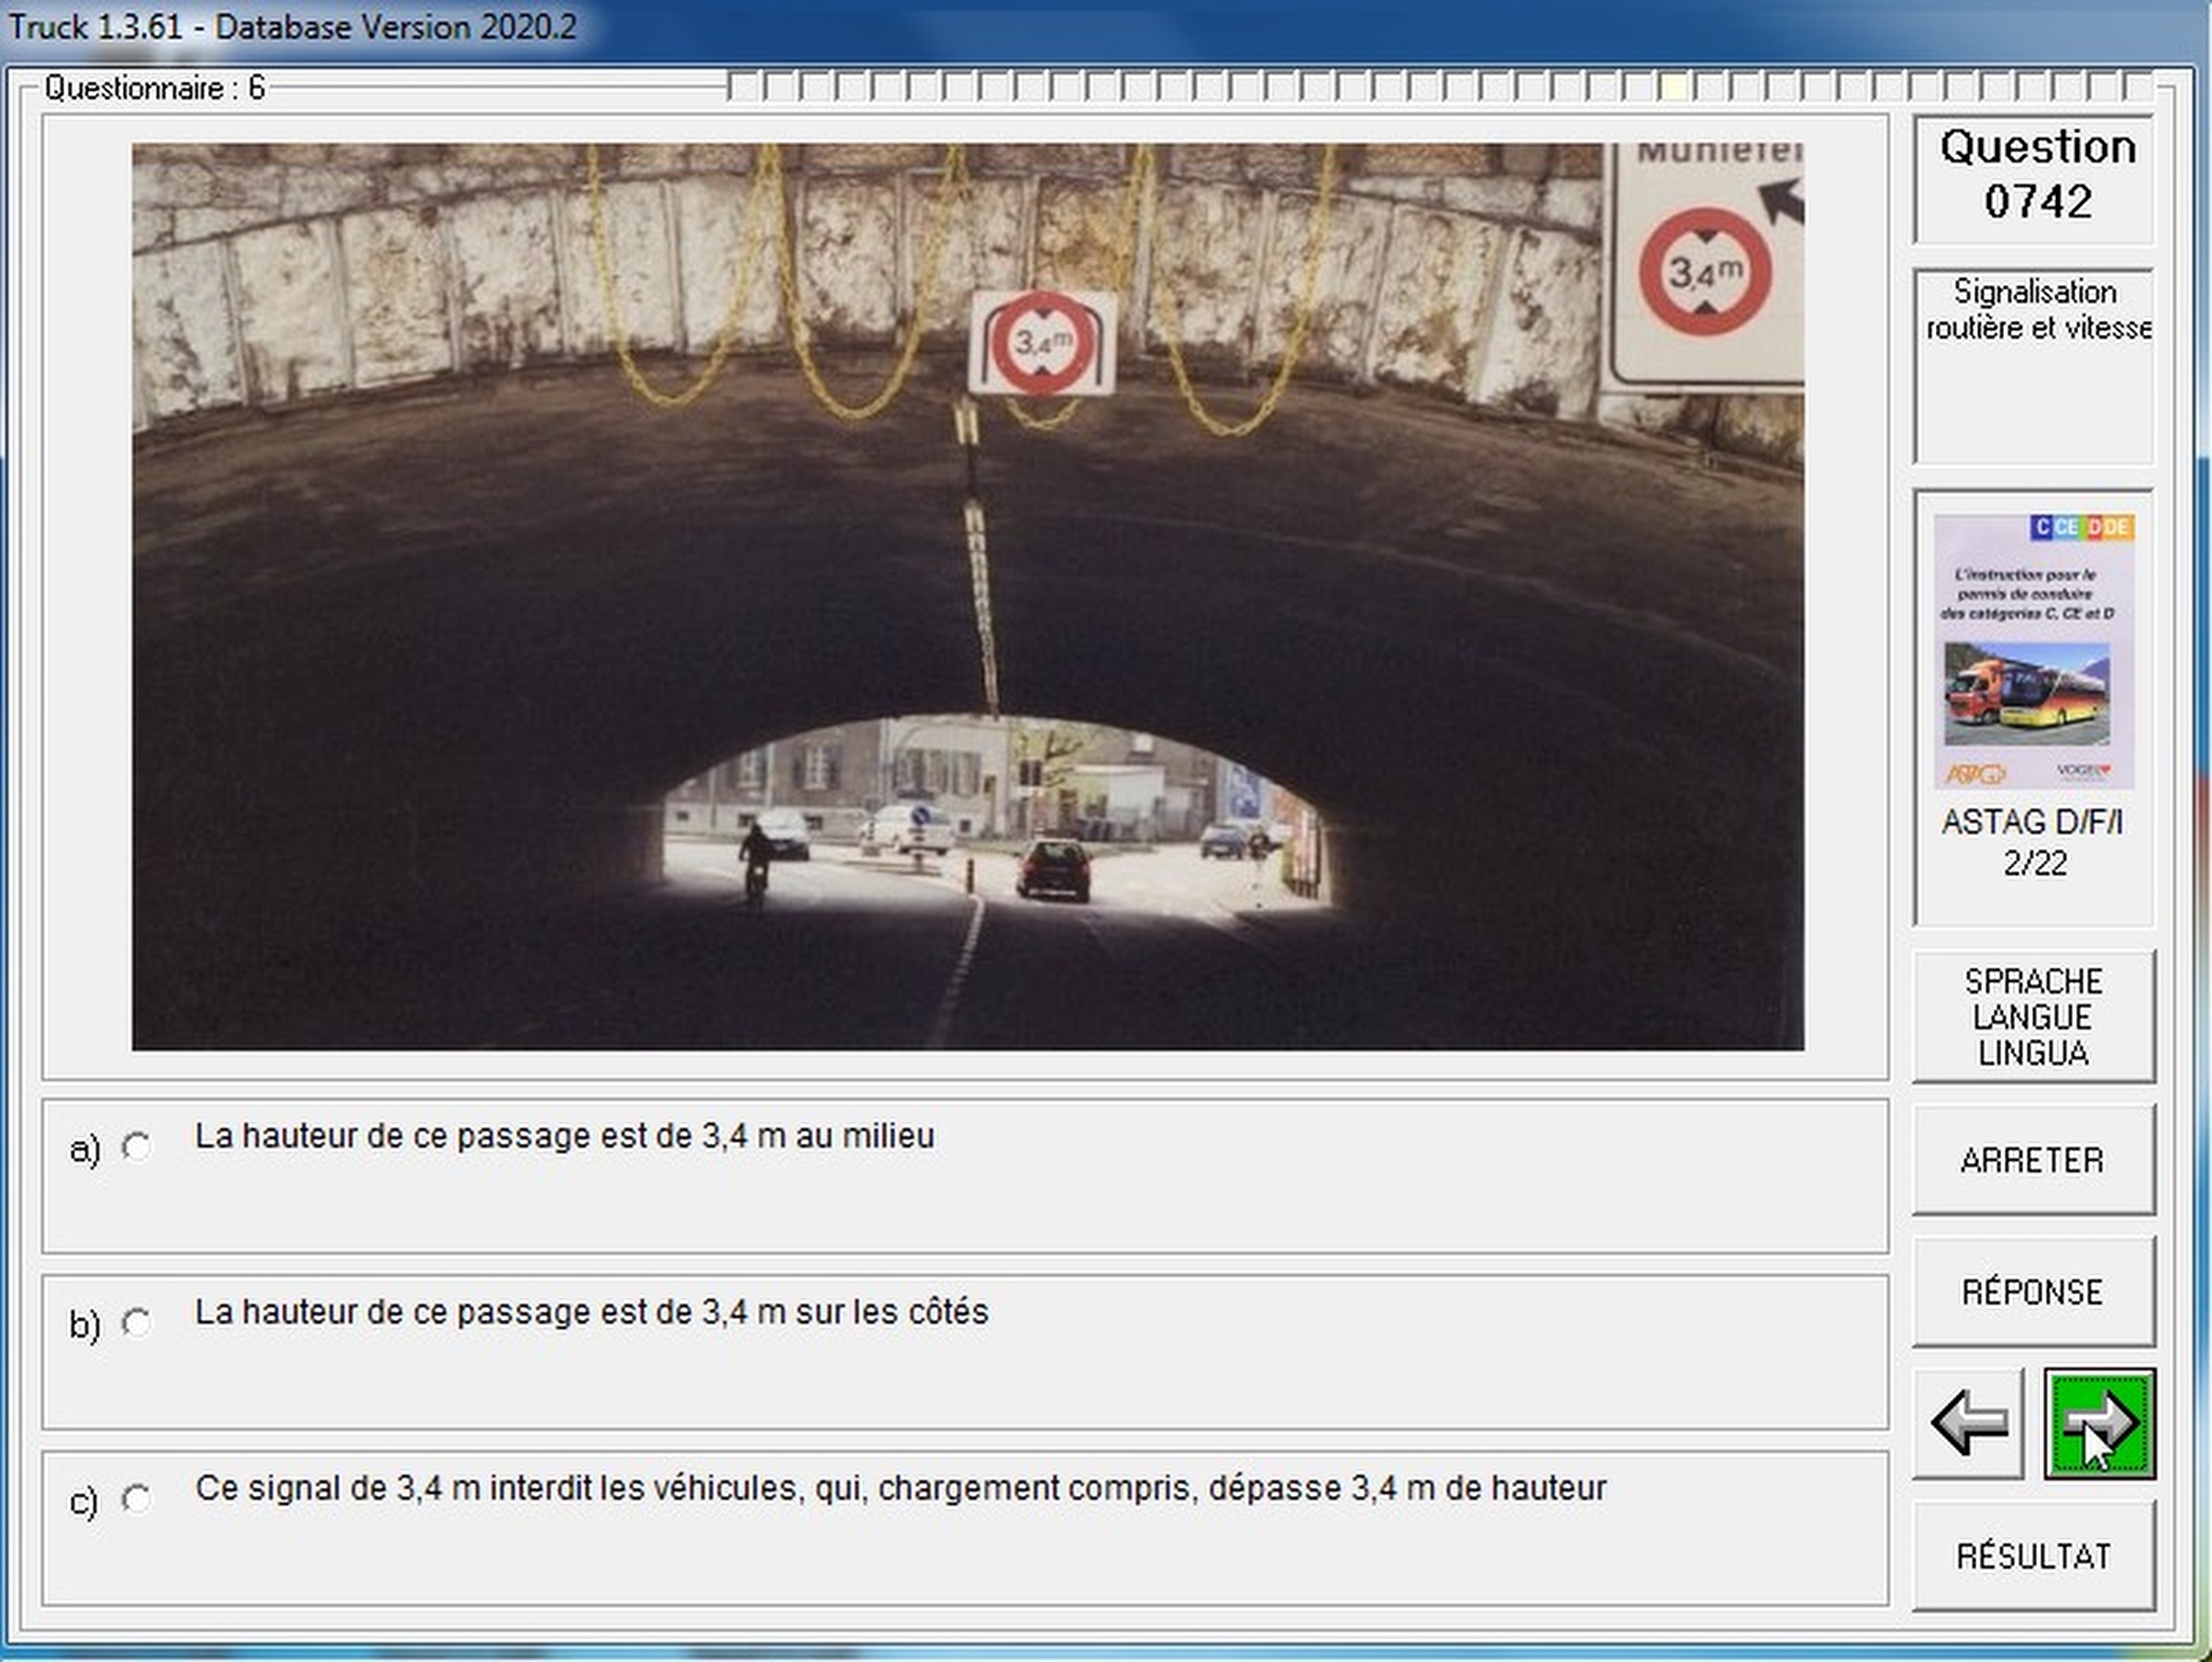 Truck 1.3.61 - Database Version 2020.2
Questionnaire : 6
Question
0742
Signalisation
routière et vitesse
3,4m
3,4m
C CE D DE
L'instruction pour le
permis de conduire
des catégories C, CE et D
ASTAG
VOGEL
ASTAG D/F/I
2/22
SPRACHE
LANGUE
LINGUA
ARRETER
RÉPONSE
RÉSULTAT
a) La hauteur de ce passage est de 3,4 m au milieu
b) La hauteur de ce passage est de 3,4 m sur les côtés
c) Ce signal de 3,4 m interdit les véhicules, qui, chargement compris, dépasse 3,4 m de hauteur